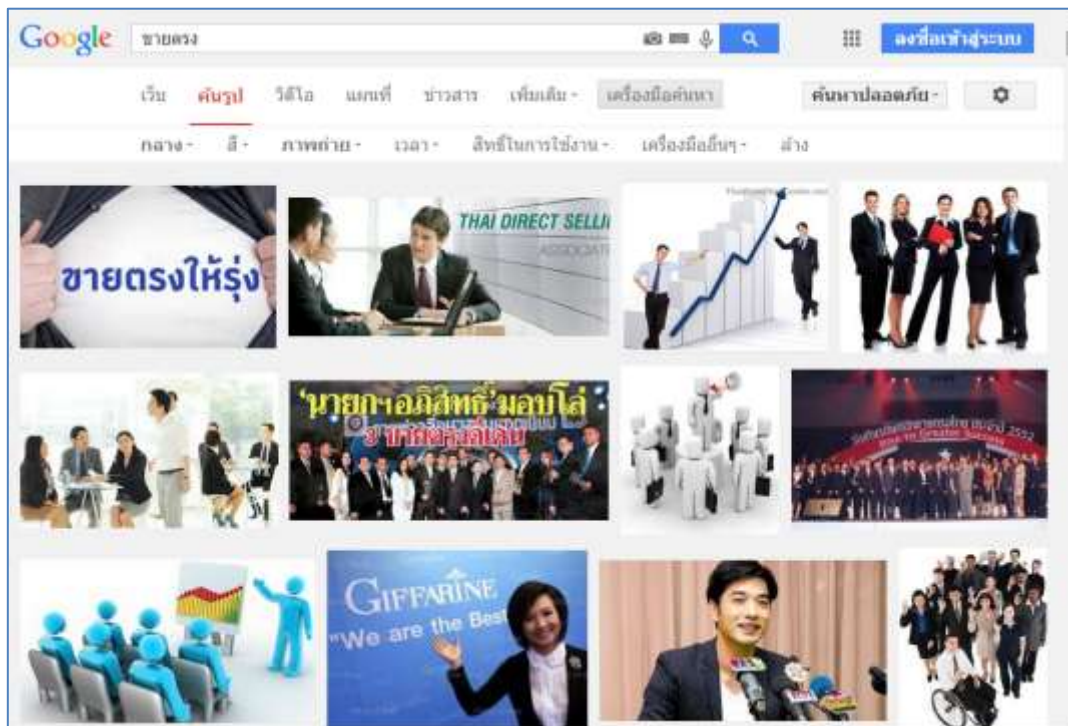 Google ขายตรง ลงชื่อเข้าสู่ระบบ
เว็บ ค้นรูป วิดีโอ แผนที่ ข่าวสาร เพิ่มเติม เครื่องมือค้นหา ค้นหาปลอดภัย
กลาง สี ภาพถ่าย เวลา สิทธิ์ในการใช้งาน เครื่องมืออื่นๆ ล้าง
ขายตรงให้รุ่ง
THAI DIRECT SELLI
ASSOCIAT
'นายกฯอภิสิทธิ์'มอบโล่
Rise To Greater Success
GIFFARINE
"We are the Best